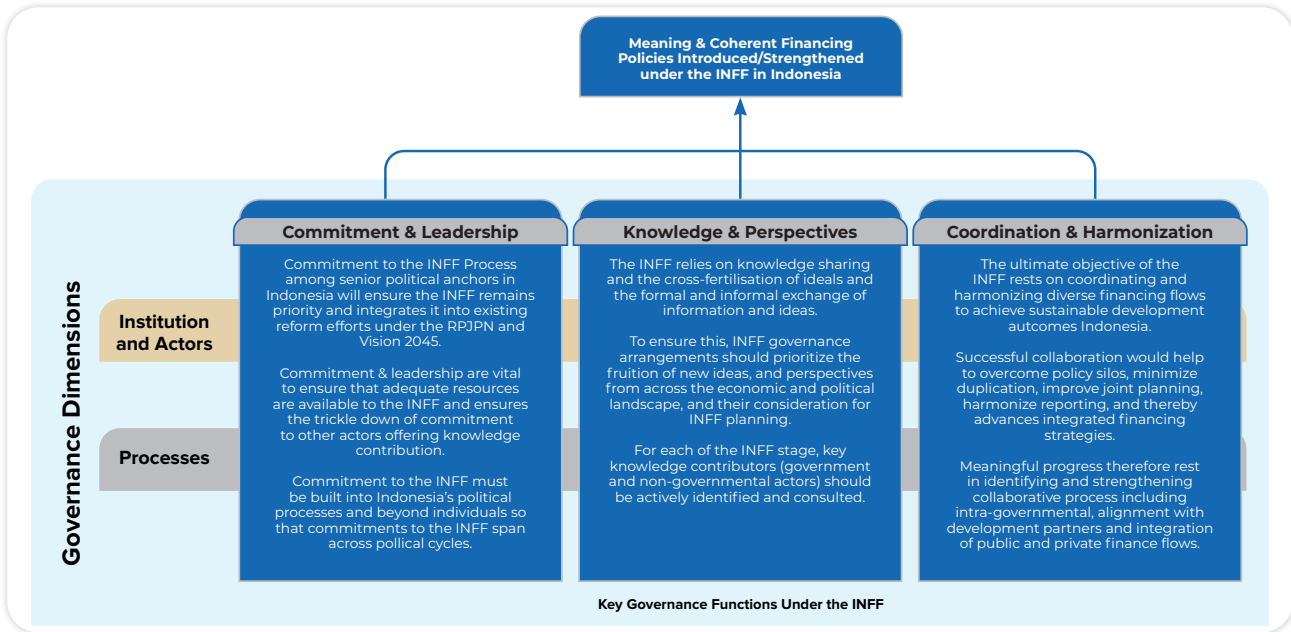 Meaning & Coherent Financing
Policies Introduced/Strengthened
under the INFF in Indonesia
Governance Dimensions
Institution
and Actors
Processes
Commitment & Leadership
Commitment to the INFF Process
among senior political anchors in
Indonesia will ensure the INFF remains
priority and integrates it into existing
reform efforts under the RPJPN and
Vision 2045.
Commitment & leadership are vital
to ensure that adequate resources
are available to the INFF and ensures
the trickle down of commitment
to other actors offering knowledge
contribution.
Commitment to the INFF must
be built into Indonesia's political
processes and beyond individuals so
that commitments to the INFF span
across pollcal cycles.
Knowledge & Perspectives
The INFF relies on knowledge sharing
and the cross-fertilisation of ideals and
the formal and informal exchange of
information and ideas.
To ensure this, INFF governance
arrangements should prioritize the
fruition of new ideas, and perspectives
from across the economic and political
landscape, and their consideration for
INFF planning.
For each of the INFF stage, key
knowledge contributors (government
and non-governmental actors) should
be actively identified and consulted.
Coordination & Harmonization
The ultimate objective of the
INFF rests on coordinating and
harmonizing diverse financing flows
to achieve sustainable development
autcomes Indonesia.
Successful collaboration would help
to overcome policy silos, minimize
duplication, improve joint planning,
harmonize reporting, and thereby
advances integrated financing
strategies.
Meaningful progress therefore rest
in identifying and strengthening
collaborative process including
intra-governmental, alignment with
development partners and integration
of public and private finance flows.
Key Governance Functions Under the INFF